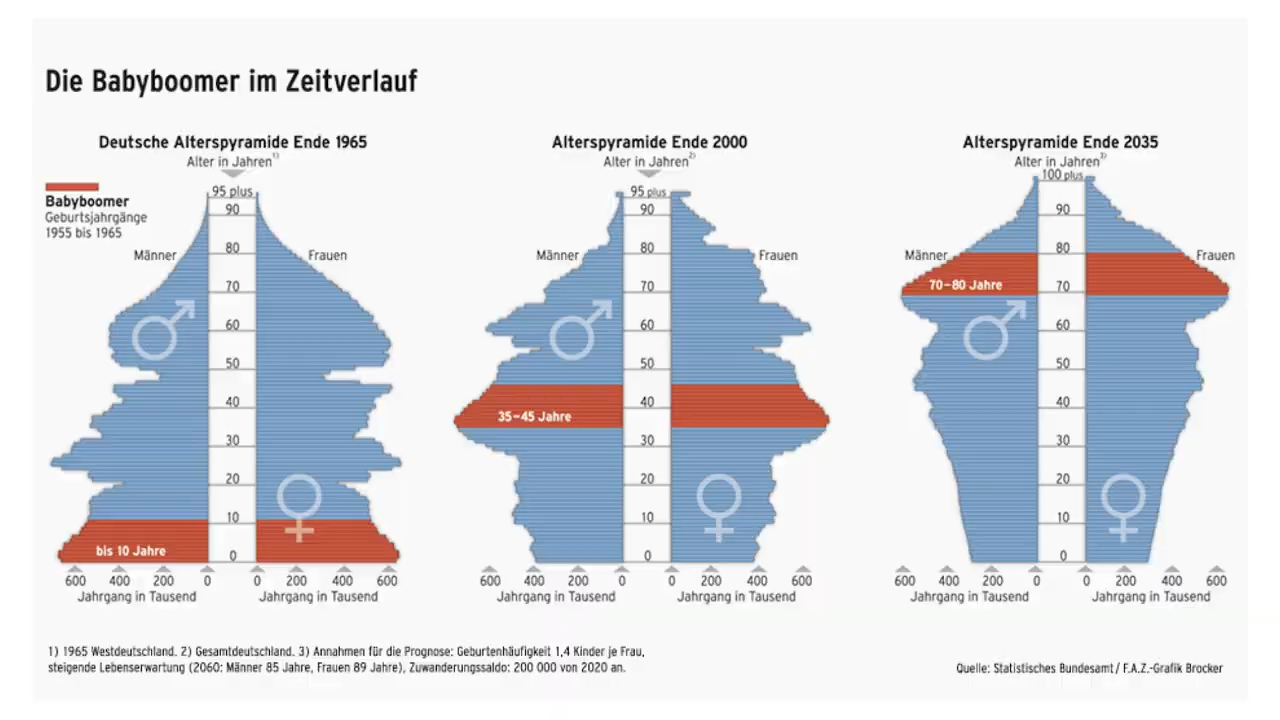 Die Babyboomer im Zeitverlauf
Deutsche Alterspyramide Ende 1965
Alter in Jahren1)
Babyboomer
Geburtsjahrgänge
1955 bis 1965
Männer
Frauen
95 plus
90
80
70
60
50
40
30
20
10
0
bis 10 Jahre
600 400 200 0
0 200 400 600
Jahrgang in Tausend
Jahrgang in Tausend
Alterspyramide Ende 2000
Alter in Jahren2)
Männer
Frauen
95 plus
90
80
70
60
50
40
30
20
10
0
35–45 Jahre
600 400 200 0
0 200 400 600
Jahrgang in Tausend
Jahrgang in Tausend
Alterspyramide Ende 2035
Alter in Jahren3)
Männer
Frauen
100 plus
90
80
70
60
50
40
30
20
10
0
70–80 Jahre
600 400 200 0
0 200 400 600
Jahrgang in Tausend
Jahrgang in Tausend
1) 1965 Westdeutschland. 2) Gesamtdeutschland. 3) Annahmen für die Prognose: Geburtenhäufigkeit 1,4 Kinder je Frau,
steigende Lebenserwartung (2060: Männer 85 Jahre, Frauen 89 Jahre), Zuwanderungssaldo: 200 000 von 2020 an.
Quelle: Statistisches Bundesamt / F.A.Z.-Grafik Brocker